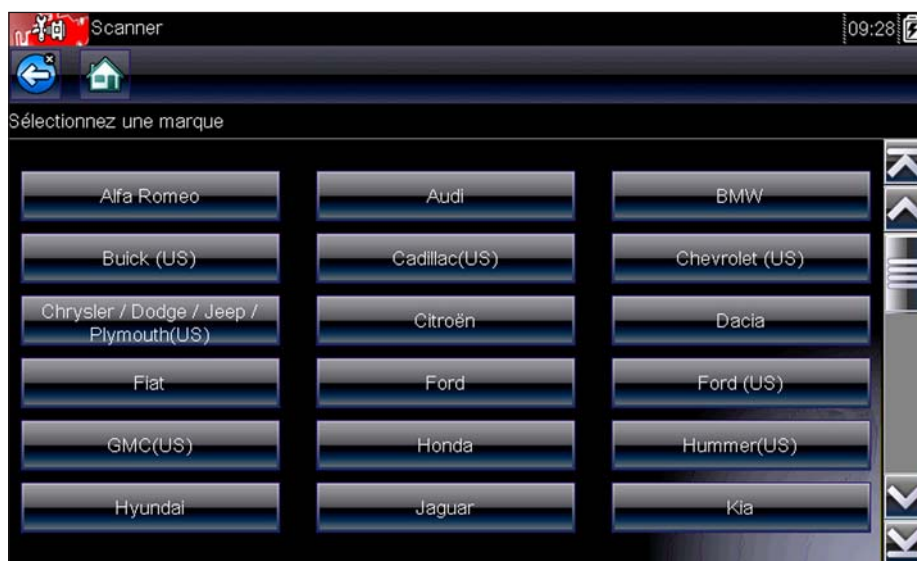 Scanner
09:28
Sélectionnez une marque
Alfa Romeo
Audi
BMW
Buick (US)
Cadillac(US)
Chevrolet (US)
Chrysler / Dodge / Jeep /
Plymouth(US)
Citroën
Dacia
Fiat
Ford
Ford (US)
GMC(US)
Honda
Hummer(US)
Hyundai
Jaguar
Kia